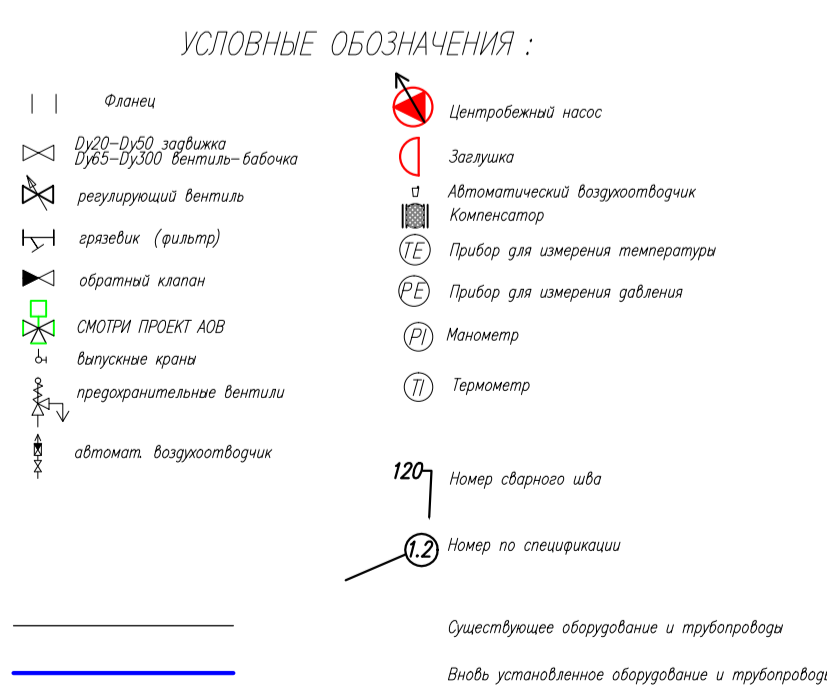 УСЛОВНЫЕ ОБОЗНАЧЕНИЯ :
Фланец
Dy20-Dy50 задвижка
Dy65-Dy300 вентиль-бабочка
регулирующий вентиль
грязевик (фильтр)
обратный клапан
СМОТРИ ПРОЕКТ АОВ
выпускные краны
предохранительные вентили
автомат. воздухоотводчик
Центробежный насос
Заглушка
Автоматический воздухоотводчик
Компенсатор
TE Прибор для измерения температуры
PE Прибор для измерения давления
PI Манометр
TI Термометр
120 Номер сварного шва
1.2 Номер по спецификации
Существующее оборудование и трубопроводы
Вновь установленное оборудование и трубопроводы